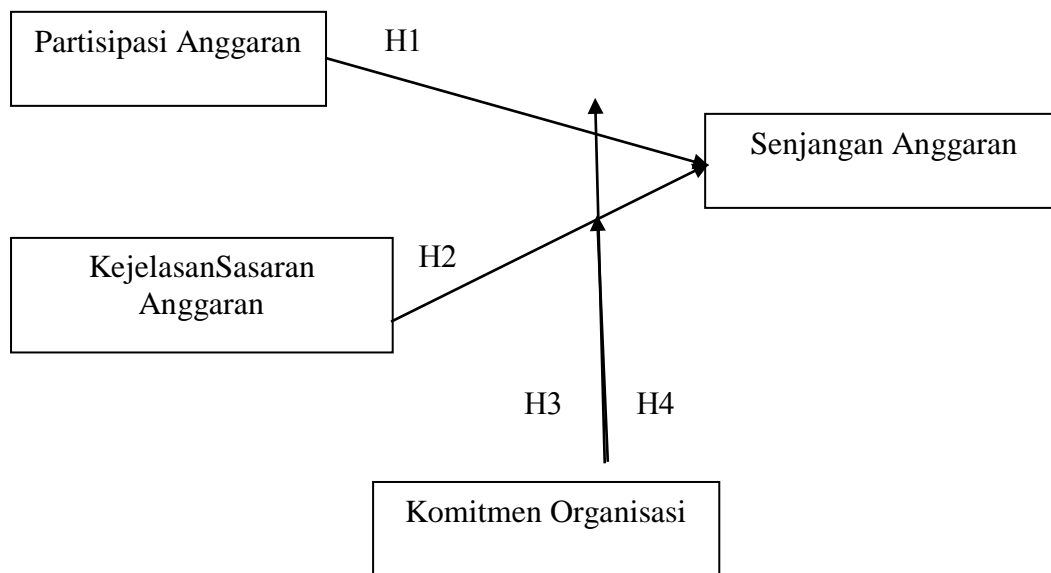 Partisipasi Anggaran
H1
Senjangan Anggaran
KejelasanSasaran
Anggaran
H2
H3
H4
Komitmen Organisasi